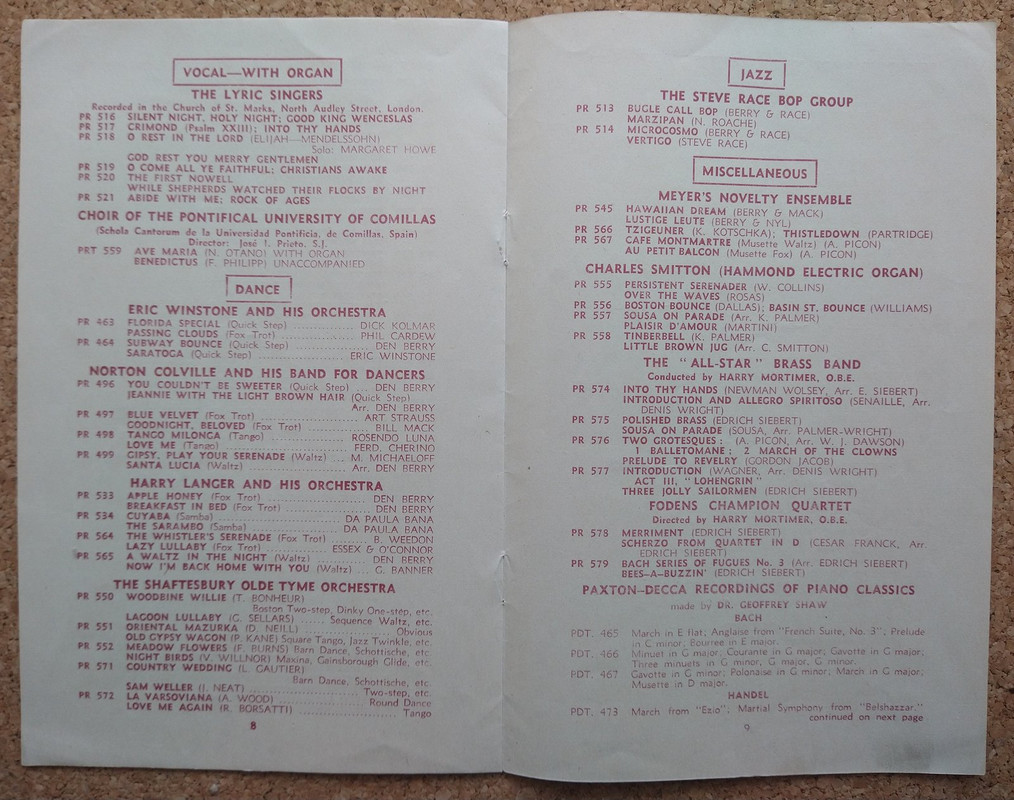 VOCAL—WITH ORGAN
THE LYRIC SINGERS
Recorded in the Church of St. Marks, North Audley Street, London.
PR 516 SILENT NIGHT, HOLY NIGHT; GOOD KING WENCESLAS
PR 517 CRIMOND (Psalm XXIII); INTO THY HANDS
PR 518 O REST IN THE LORD (ELIJAH—MENDELSSOHN)
Solo: MARGARET HOWE
GOD REST YOU MERRY GENTLEMEN
PR 519 O COME ALL YE FAITHFUL; CHRISTIANS AWAKE
PR 520 THE FIRST NOWELL
WHILE SHEPHERDS WATCHED THEIR FLOCKS BY NIGHT
PR 521 ABIDE WITH ME; ROCK OF AGES
CHOIR OF THE PONTIFICAL UNIVERSITY OF COMILLAS
(Schola Cantorum de la Universidad Pontificia, de Comillas, Spain)
Director: José I. Prieto, S.J.
PRT 559 AVE MARIA (N. OTANO) WITH ORGAN
BENEDICTUS (F. PHILIPP) UNACCOMPANIED
DANCE
ERIC WINSTONE AND HIS ORCHESTRA
PR 463 FLORIDA SPECIAL (Quick Step) .................... DICK KOLMAR
PASSING CLOUDS (Fox Trot) .................... PHIL CARDEW
PR 464 SUBWAY BOUNCE (Quick Step) .................... DEN BERRY
SARATOGA (Quick Step) .................... ERIC WINSTONE
NORTON COLVILLE AND HIS BAND FOR DANCERS
PR 496 YOU COULDN'T BE SWEETER (Quick Step) ... DEN BERRY
JEANNIE WITH THE LIGHT BROWN HAIR (Quick Step)
Arr. DEN BERRY
PR 497 BLUE VELVET (Fox Trot) .................... ART STRAUSS
GOODNIGHT, BELOVED (Fox Trot) ............ BILL MACK
PR 498 TANGO MILONGA (Tango) ............ ROSENDO LUNA
LOVE ME (Tango) .................... FERD. CHERINO
PR 499 GIPSY, PLAY YOUR SERENADE (Waltz) ... M. MICHAELOFF
SANTA LUCIA (Waltz) .................... Arr. DEN BERRY
HARRY LANGER AND HIS ORCHESTRA
PR 533 APPLE HONEY (Fox Trot) .................... DEN BERRY
BREAKFAST IN BED (Fox Trot) .................... DEN BERRY
PR 534 CUYABA (Samba) .................... DA PAULA BANA
THE SARAMBO (Samba) .................... DA PAULA BANA
PR 564 THE WHISTLER'S SERENADE (Fox Trot) ........ B. WEEDON
LAZY LULLABY (Fox Trot) ............ ESSEX & O'CONNOR
PR 565 A WALTZ IN THE NIGHT (Waltz) ............ DEN BERRY
NOW I'M BACK HOME WITH YOU (Waltz) ... G. BANNER
THE SHAFTESBURY OLDE TYME ORCHESTRA
PR 550 WOODBINE WILLIE (T. BONHEUR)
Boston Two-step, Dinky One-step, etc.
LAGOON LULLABY (G. SELLARS) ...... Sequence Waltz, etc.
PR 551 ORIENTAL MAZURKA (D. NEILL) .................... Obvious
OLD GYPSY WAGON (P. KANE) Square Tango, Jazz Twinkle, etc.
PR 552 MEADOW FLOWERS (F. BURNS) Barn Dance, Schottische, etc.
NIGHT BIRDS (V. WILLNOR) Maxina, Gainsborough Glide, etc.
PR 571 COUNTRY WEDDING (L. GAUTIER)
Barn Dance, Schottische, etc.
SAM WELLER (J. NEAT) .................... Two-step, etc.
PR 572 LA VARSOVIANA (A. WOOD) .................... Round Dance
LOVE ME AGAIN (R. BORSATTI) .................... Tango
8
JAZZ
THE STEVE RACE BOP GROUP
PR 513 BUGLE CALL BOP (BERRY & RACE)
MARZIPAN (N. ROACHE)
PR 514 MICROCOSMO (BERRY & RACE)
VERTIGO (STEVE RACE)
MISCELLANEOUS
MEYER'S NOVELTY ENSEMBLE
PR 545 HAWAIIAN DREAM (BERRY & MACK)
LUSTIGE LEUTE (BERRY & NYL)
PR 566 TZIGEUNER (K. KOTSCHKA); THISTLEDOWN (PARTRIDGE)
PR 567 CAFE MONTMARTRE (Musette Waltz) (A. PICON)
AU PETIT BALCON (Musette Fox) (A. PICON)
CHARLES SMITTON (HAMMOND ELECTRIC ORGAN)
PR 555 PERSISTENT SERENADER (W. COLLINS)
OVER THE WAVES (ROSAS)
PR 556 BOSTON BOUNCE (DALLAS); BASIN ST. BOUNCE (WILLIAMS)
PR 557 SOUSA ON PARADE (Arr. K. PALMER)
PLAISIR D'AMOUR (MARTINI)
PR 558 TINBERBELL (K. PALMER)
LITTLE BROWN JUG (Arr. C. SMITTON)
THE "ALL-STAR" BRASS BAND
Conducted by HARRY MORTIMER, O.B.E.
PR 574 INTO THY HANDS (NEWMAN WOLSEY, Arr. E. SIEBERT)
INTRODUCTION AND ALLEGRO SPIRITOSO (SENAILLE, Arr.
DENIS WRIGHT)
PR 575 POLISHED BRASS (EDRICH SIEBERT)
SOUSA ON PARADE (SOUSA, Arr. PALMER-WRIGHT)
PR 576 TWO GROTESQUES: (A. PICON, Arr. W. J. DAWSON)
1 BALLETOMANE; 2 MARCH OF THE CLOWNS
PRELUDE TO REVELRY (GORDON JACOB)
PR 577 INTRODUCTION (WAGNER, Arr. DENIS WRIGHT)
ACT III, "LOHENGRIN"
THREE JOLLY SAILORMEN (EDRICH SIEBERT)
FODENS CHAMPION QUARTET
Directed by HARRY MORTIMER, O.B.E.
PR 578 MERRIMENT (EDRICH SIEBERT)
SCHERZO FROM QUARTET IN D (CESAR FRANCK, Arr.
EDRICH SIEBERT)
PR 579 BACH SERIES OF FUGUES No. 3 (Arr. EDRICH SIEBERT)
BEES-A-BUZZIN' (EDRICH SIEBERT)
PAXTON-DECCA RECORDINGS OF PIANO CLASSICS
made by DR. GEOFFREY SHAW
BACH
PDT. 465 March in E flat; Anglaise from "French Suite, No. 3"; Prelude
in C minor, Bourree in E major.
PDT. 466 Minuet in G major, Courante in G major; Gavotte in G major;
Three minuets in G minor, G major, G minor.
PDT. 467 Gavotte in G minor; Polonaise in G minor; March in G major;
Musette in D major.
HANDEL
PDT. 473 March from "Ezio"; Martial Symphony from "Belshazzar."
continued on next page
9